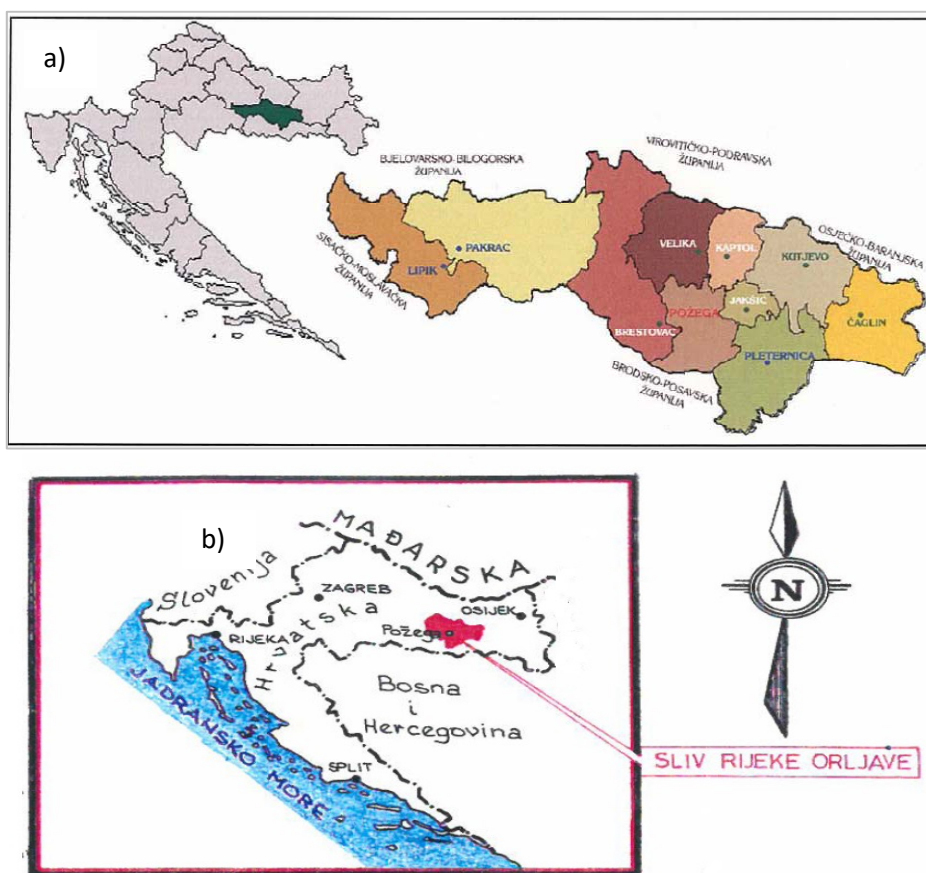 a)
BJELOVARSKO-BILOGORSKA
ŽUPANIJA
VIROVITIČKO-PODRAVSKA
ŽUPANIJA
OSJEČKO-BARANJSKA
ŽUPANIJA
SISAČKO-MOSLAVAČKA
ŽUPANIJA
PAKRAC
LIPIK
VELIKA
KAPTOL
KUTJEVO
BRESTOVAC
POŽEGA
JAKŠIĆ
ČAGLIN
PLETERNICA
BRODSKO-POSAVSKA
ŽUPANIJA
b)
MAĐARSKA
Slovenija
ZAGREB
OSIJEK
Hrvatska
RIJEKA
Požega
Bosna
i
Hercegovina
JADRANSKO MORE
SPLIT
N
SLIV RIJEKE ORLJAVE